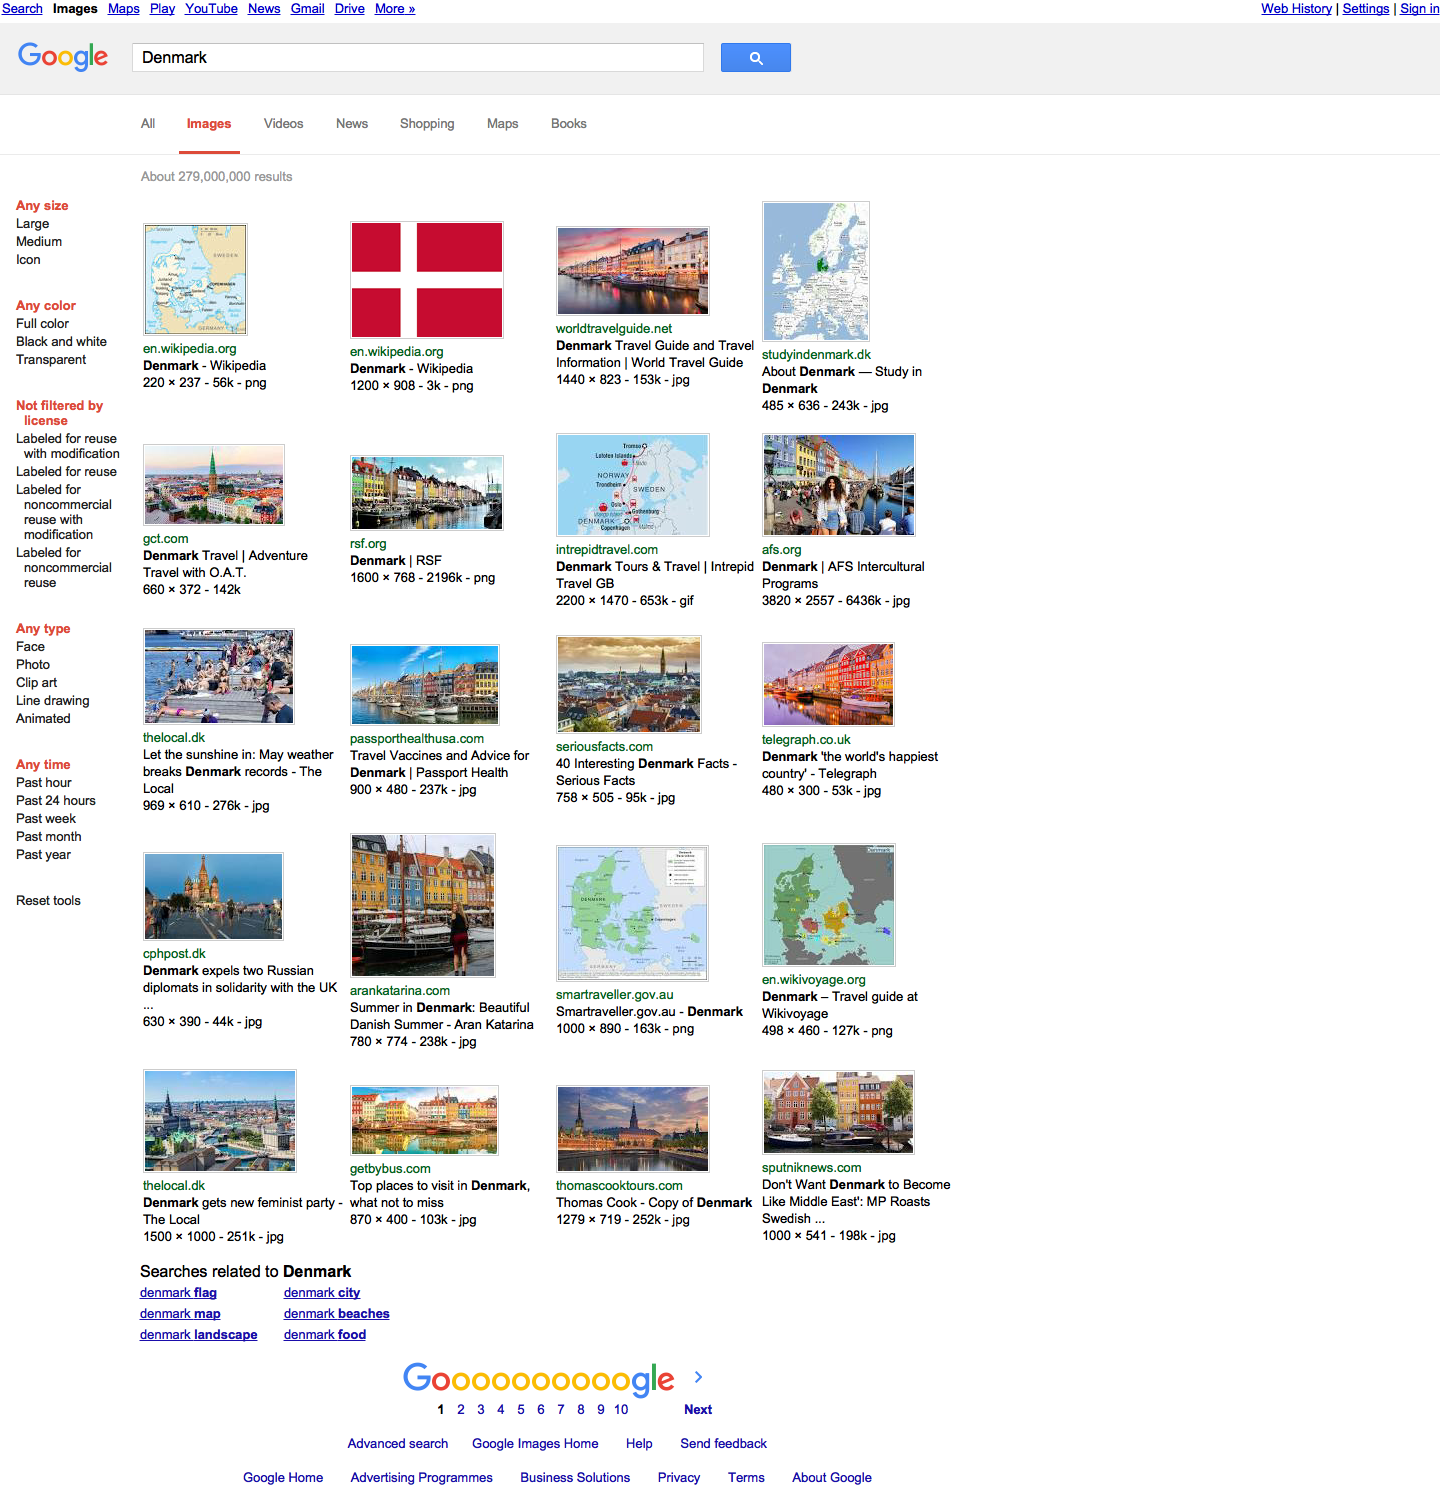 Search Images Maps Play YouTube News Gmail Drive More »
Web History | Settings | Sign in
Google
Denmark
All Images Videos News Shopping Maps Books
About 279,000,000 results
Any size
Large
Medium
Icon
Any color
Full color
Black and white
Transparent
Not filtered by
license
Labeled for reuse
with modification
Labeled for reuse
Labeled for
noncommercial
reuse with
modification
Labeled for
noncommercial
reuse
Any type
Face
Photo
Clip art
Line drawing
Animated
Any time
Past hour
Past 24 hours
Past week
Past month
Past year
Reset tools
SWEDEN
COPENHAGEN
GERMANY
en.wikipedia.org
Denmark - Wikipedia
220 × 237 - 56k - png
en.wikipedia.org
Denmark - Wikipedia
1200 × 908 - 3k - png
worldtravelguide.net
Denmark Travel Guide and Travel
Information | World Travel Guide
1440 × 823 - 153k - jpg
studyindenmark.dk
About Denmark — Study in
Denmark
485 × 636 - 243k - jpg
gct.com
Denmark Travel | Adventure
Travel with O.A.T.
660 × 372 - 142k
rsf.org
Denmark | RSF
1600 × 768 - 2196k - png
Tromso
Lofoten Islands
NORWAY
Trondheim
SWEDEN
Oslo
Gothenburg
DENMARK
Copenhagen
intrepidtravel.com
Denmark Tours & Travel | Intrepid
Travel GB
2200 × 1470 - 653k - gif
afs.org
Denmark | AFS Intercultural
Programs
3820 × 2557 - 6436k - jpg
thelocal.dk
Let the sunshine in: May weather
breaks Denmark records - The
Local
969 × 610 - 276k - jpg
passporthealthusa.com
Travel Vaccines and Advice for
Denmark | Passport Health
900 × 480 - 237k - jpg
seriousfacts.com
40 Interesting Denmark Facts -
Serious Facts
758 × 505 - 95k - jpg
telegraph.co.uk
Denmark 'the world's happiest
country' - Telegraph
480 × 300 - 53k - jpg
cphpost.dk
Denmark expels two Russian
diplomats in solidarity with the UK
...
630 × 390 - 44k - jpg
arankatarina.com
Summer in Denmark: Beautiful
Danish Summer - Aran Katarina
780 × 774 - 238k - jpg
DENMARK
SWEDEN
Copenhagen
GERMANY
smartraveller.gov.au
Smartraveller.gov.au - Denmark
1000 × 890 - 163k - png
Denmark
en.wikivoyage.org
Denmark – Travel guide at
Wikivoyage
498 × 460 - 127k - png
thelocal.dk
Denmark gets new feminist party -
The Local
1500 × 1000 - 251k - jpg
getbybus.com
Top places to visit in Denmark,
what not to miss
870 × 400 - 103k - jpg
thomascooktours.com
Thomas Cook - Copy of Denmark
1279 × 719 - 252k - jpg
sputniknews.com
Don't Want Denmark to Become
Like Middle East': MP Roasts
Swedish ...
1000 × 541 - 198k - jpg
Searches related to Denmark
denmark flag denmark city
denmark map denmark beaches
denmark landscape denmark food
Goooooooooogle >
1 2 3 4 5 6 7 8 9 10 Next
Advanced search Google Images Home Help Send feedback
Google Home Advertising Programmes Business Solutions Privacy Terms About Google